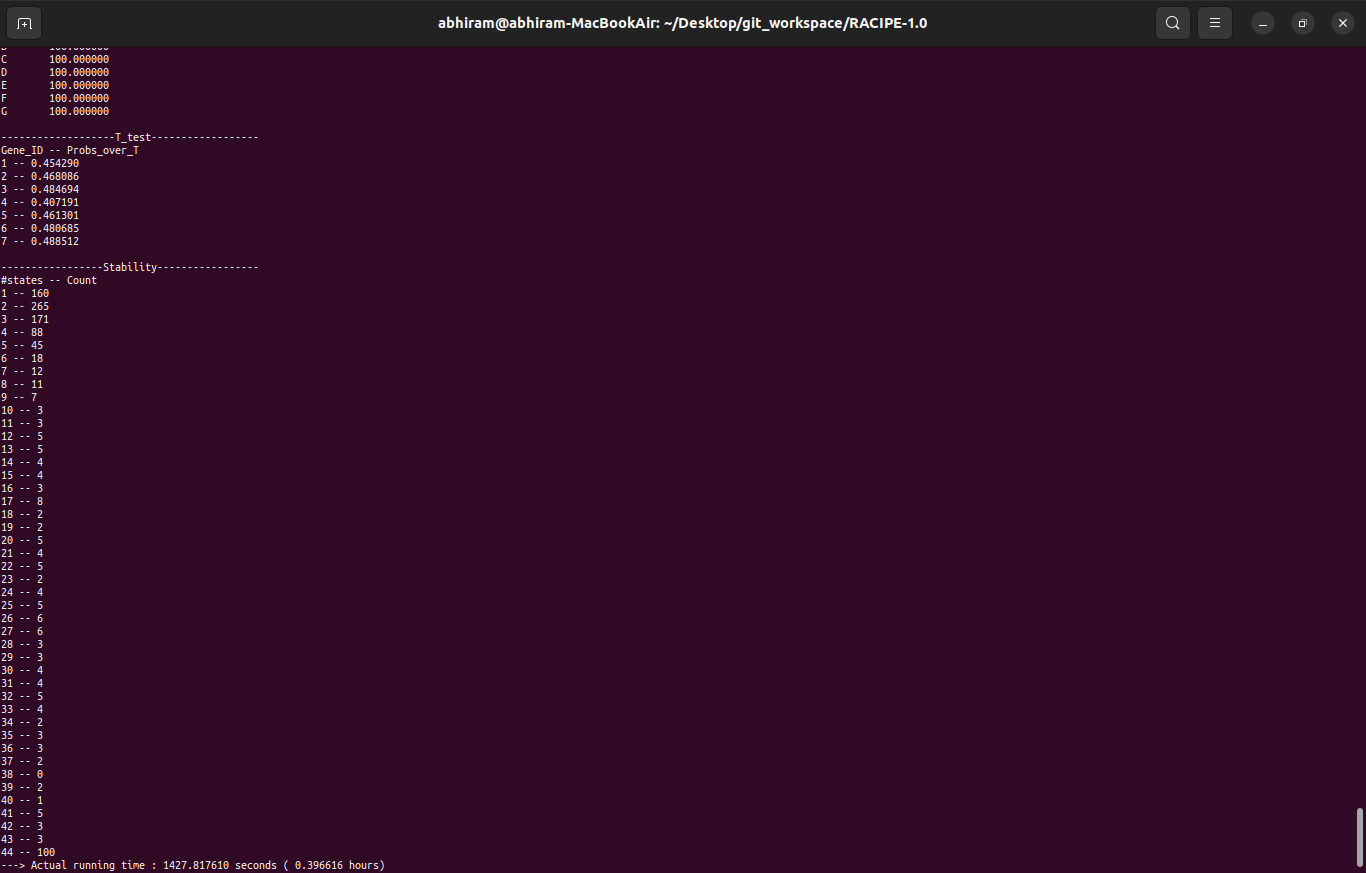 abhiram@abhiram-MacBookAir: ~/Desktop/git_workspace/RACIPE-1.0
100.000000
C 100.000000
D 100.000000
E 100.000000
F 100.000000
G 100.000000
-------------------T_test------------------
Gene_ID -- Probs_over_T
1 -- 0.454290
2 -- 0.468086
3 -- 0.484694
4 -- 0.407191
5 -- 0.461301
6 -- 0.480685
7 -- 0.488512
-----------------Stability-----------------
#states -- Count
1 -- 160
2 -- 265
3 -- 171
4 -- 88
5 -- 45
6 -- 18
7 -- 12
8 -- 11
9 -- 7
10 -- 3
11 -- 3
12 -- 5
13 -- 5
14 -- 4
15 -- 4
16 -- 3
17 -- 8
18 -- 2
19 -- 2
20 -- 5
21 -- 4
22 -- 5
23 -- 2
24 -- 4
25 -- 5
26 -- 6
27 -- 6
28 -- 3
29 -- 3
30 -- 4
31 -- 4
32 -- 5
33 -- 4
34 -- 2
35 -- 3
36 -- 3
37 -- 2
38 -- 0
39 -- 2
40 -- 1
41 -- 5
42 -- 3
43 -- 3
44 -- 100
---> Actual running time : 1427.817610 seconds ( 0.396616 hours)